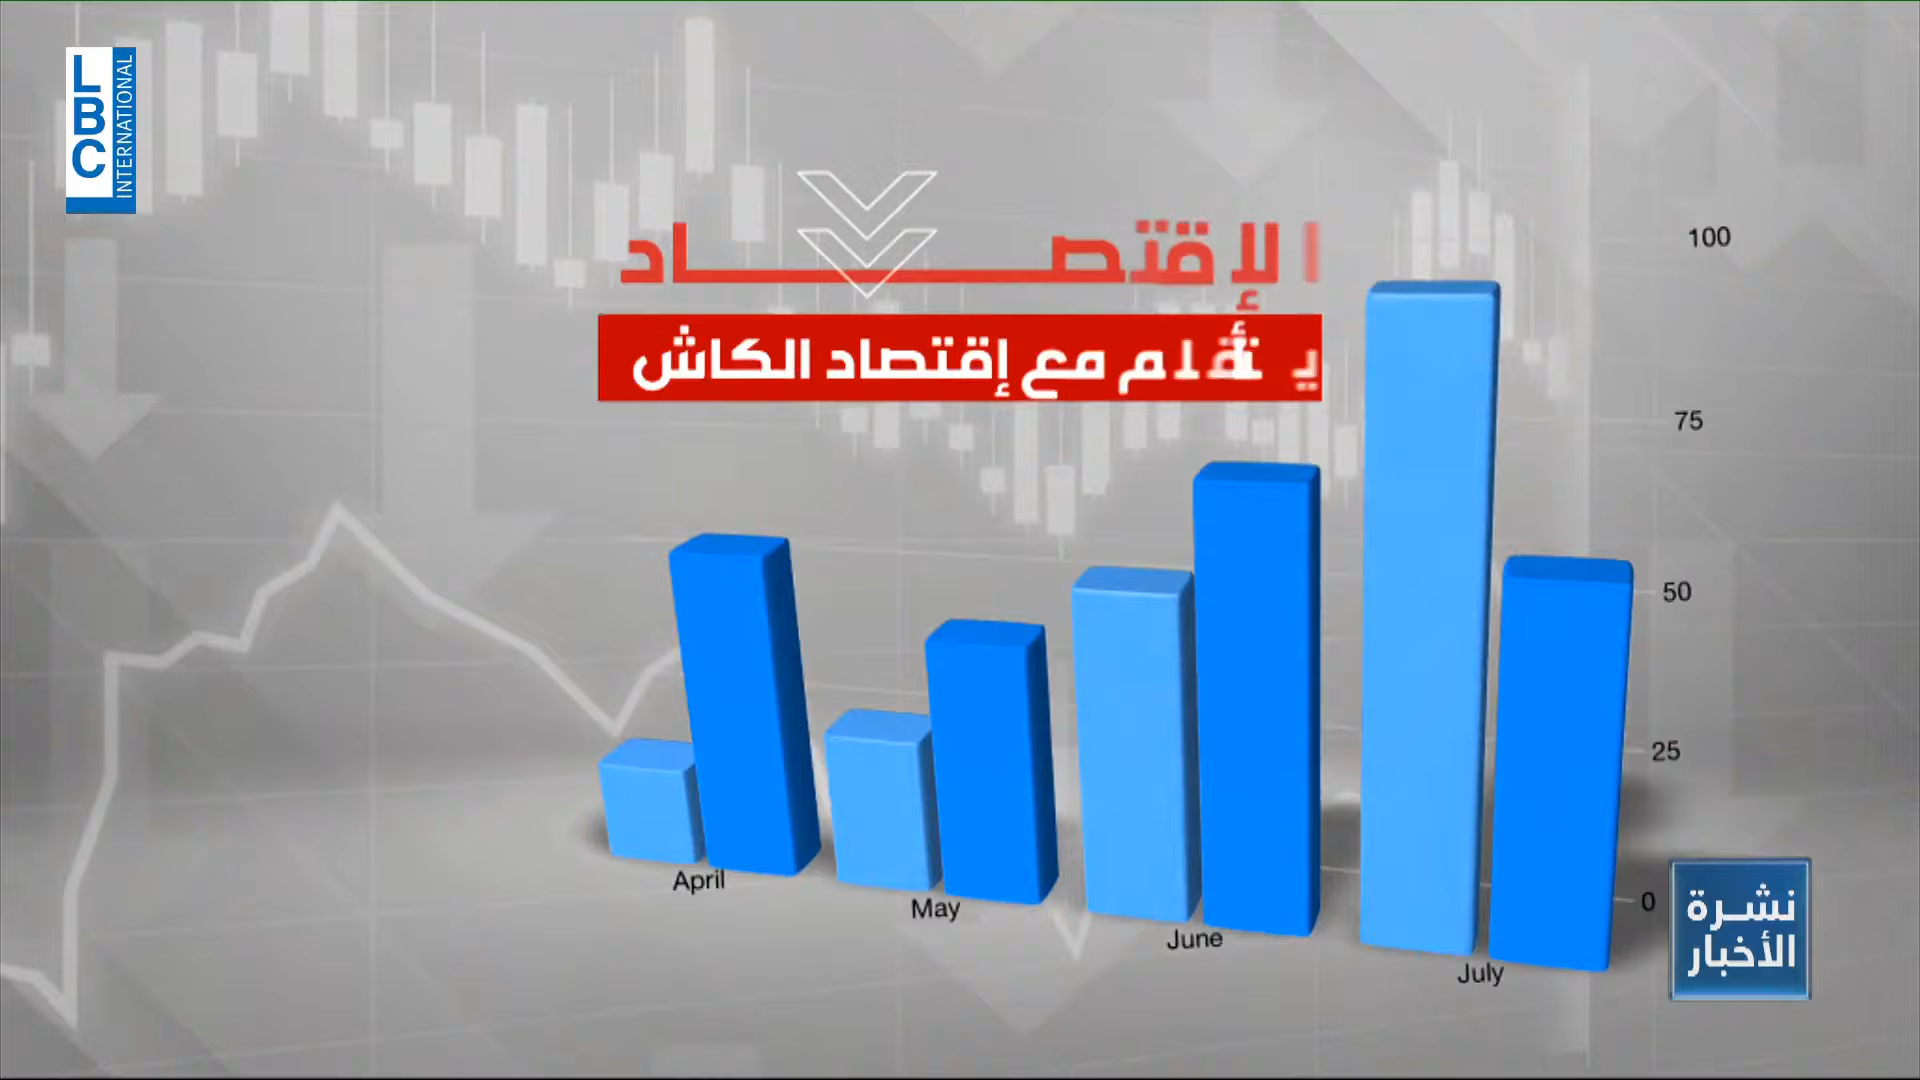 LBC
INTERNATIONAL
الإقتصاد
يتأقلم مع إقتصاد الكاش
100
75
50
25
0
April
May
June
July
نشرة
الأخبار